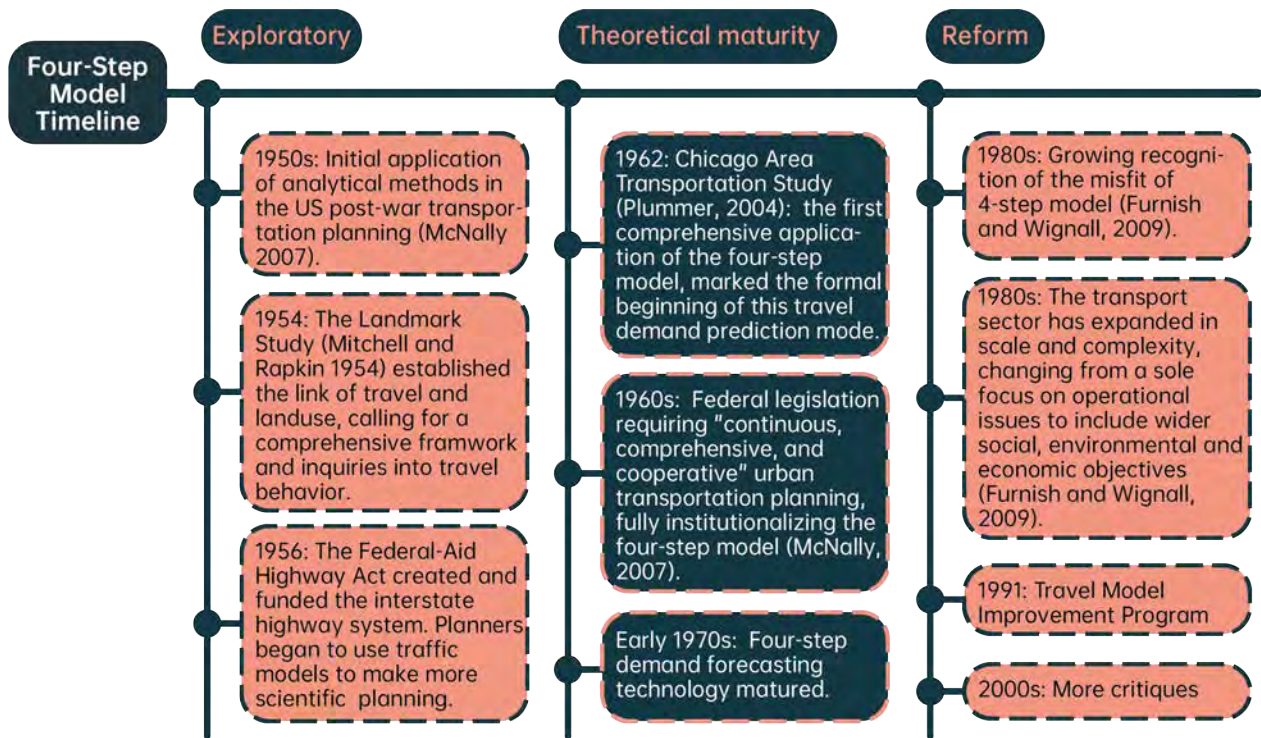 Four-Step
Model
Timeline
Exploratory
1950s: Initial application
of analytical methods in
the US post-war transpor-
tation planning (McNally
2007).
1954: The Landmark
Study (Mitchell and
Rapkin 1954) established
the link of travel and
landuse, calling for a
comprehensive framwork
and inquiries into travel
behavior.
1956: The Federal-Aid
Highway Act created and
funded the interstate
highway system. Planners
began to use traffic
models to make more
scientific planning.
Theoretical maturity
1962: Chicago Area
Transportation Study
(Plummer, 2004): the first
comprehensive applica-
tion of the four-step
model, marked the formal
beginning of this travel
demand prediction mode.
1960s: Federal legislation
requiring "continuous,
comprehensive, and
cooperative" urban
transportation planning,
fully institutionalizing the
four-step model (McNally,
2007).
Early 1970s: Four-step
demand forecasting
technology matured.
Reform
1980s: Growing recogni-
tion of the misfit of
4-step model (Furnish
and Wignall, 2009).
1980s: The transport
sector has expanded in
scale and complexity,
changing from a sole
focus on operational
issues to include wider
social, environmental and
economic objectives
(Furnish and Wignall,
2009).
1991: Travel Model
Improvement Program
2000s: More critiques